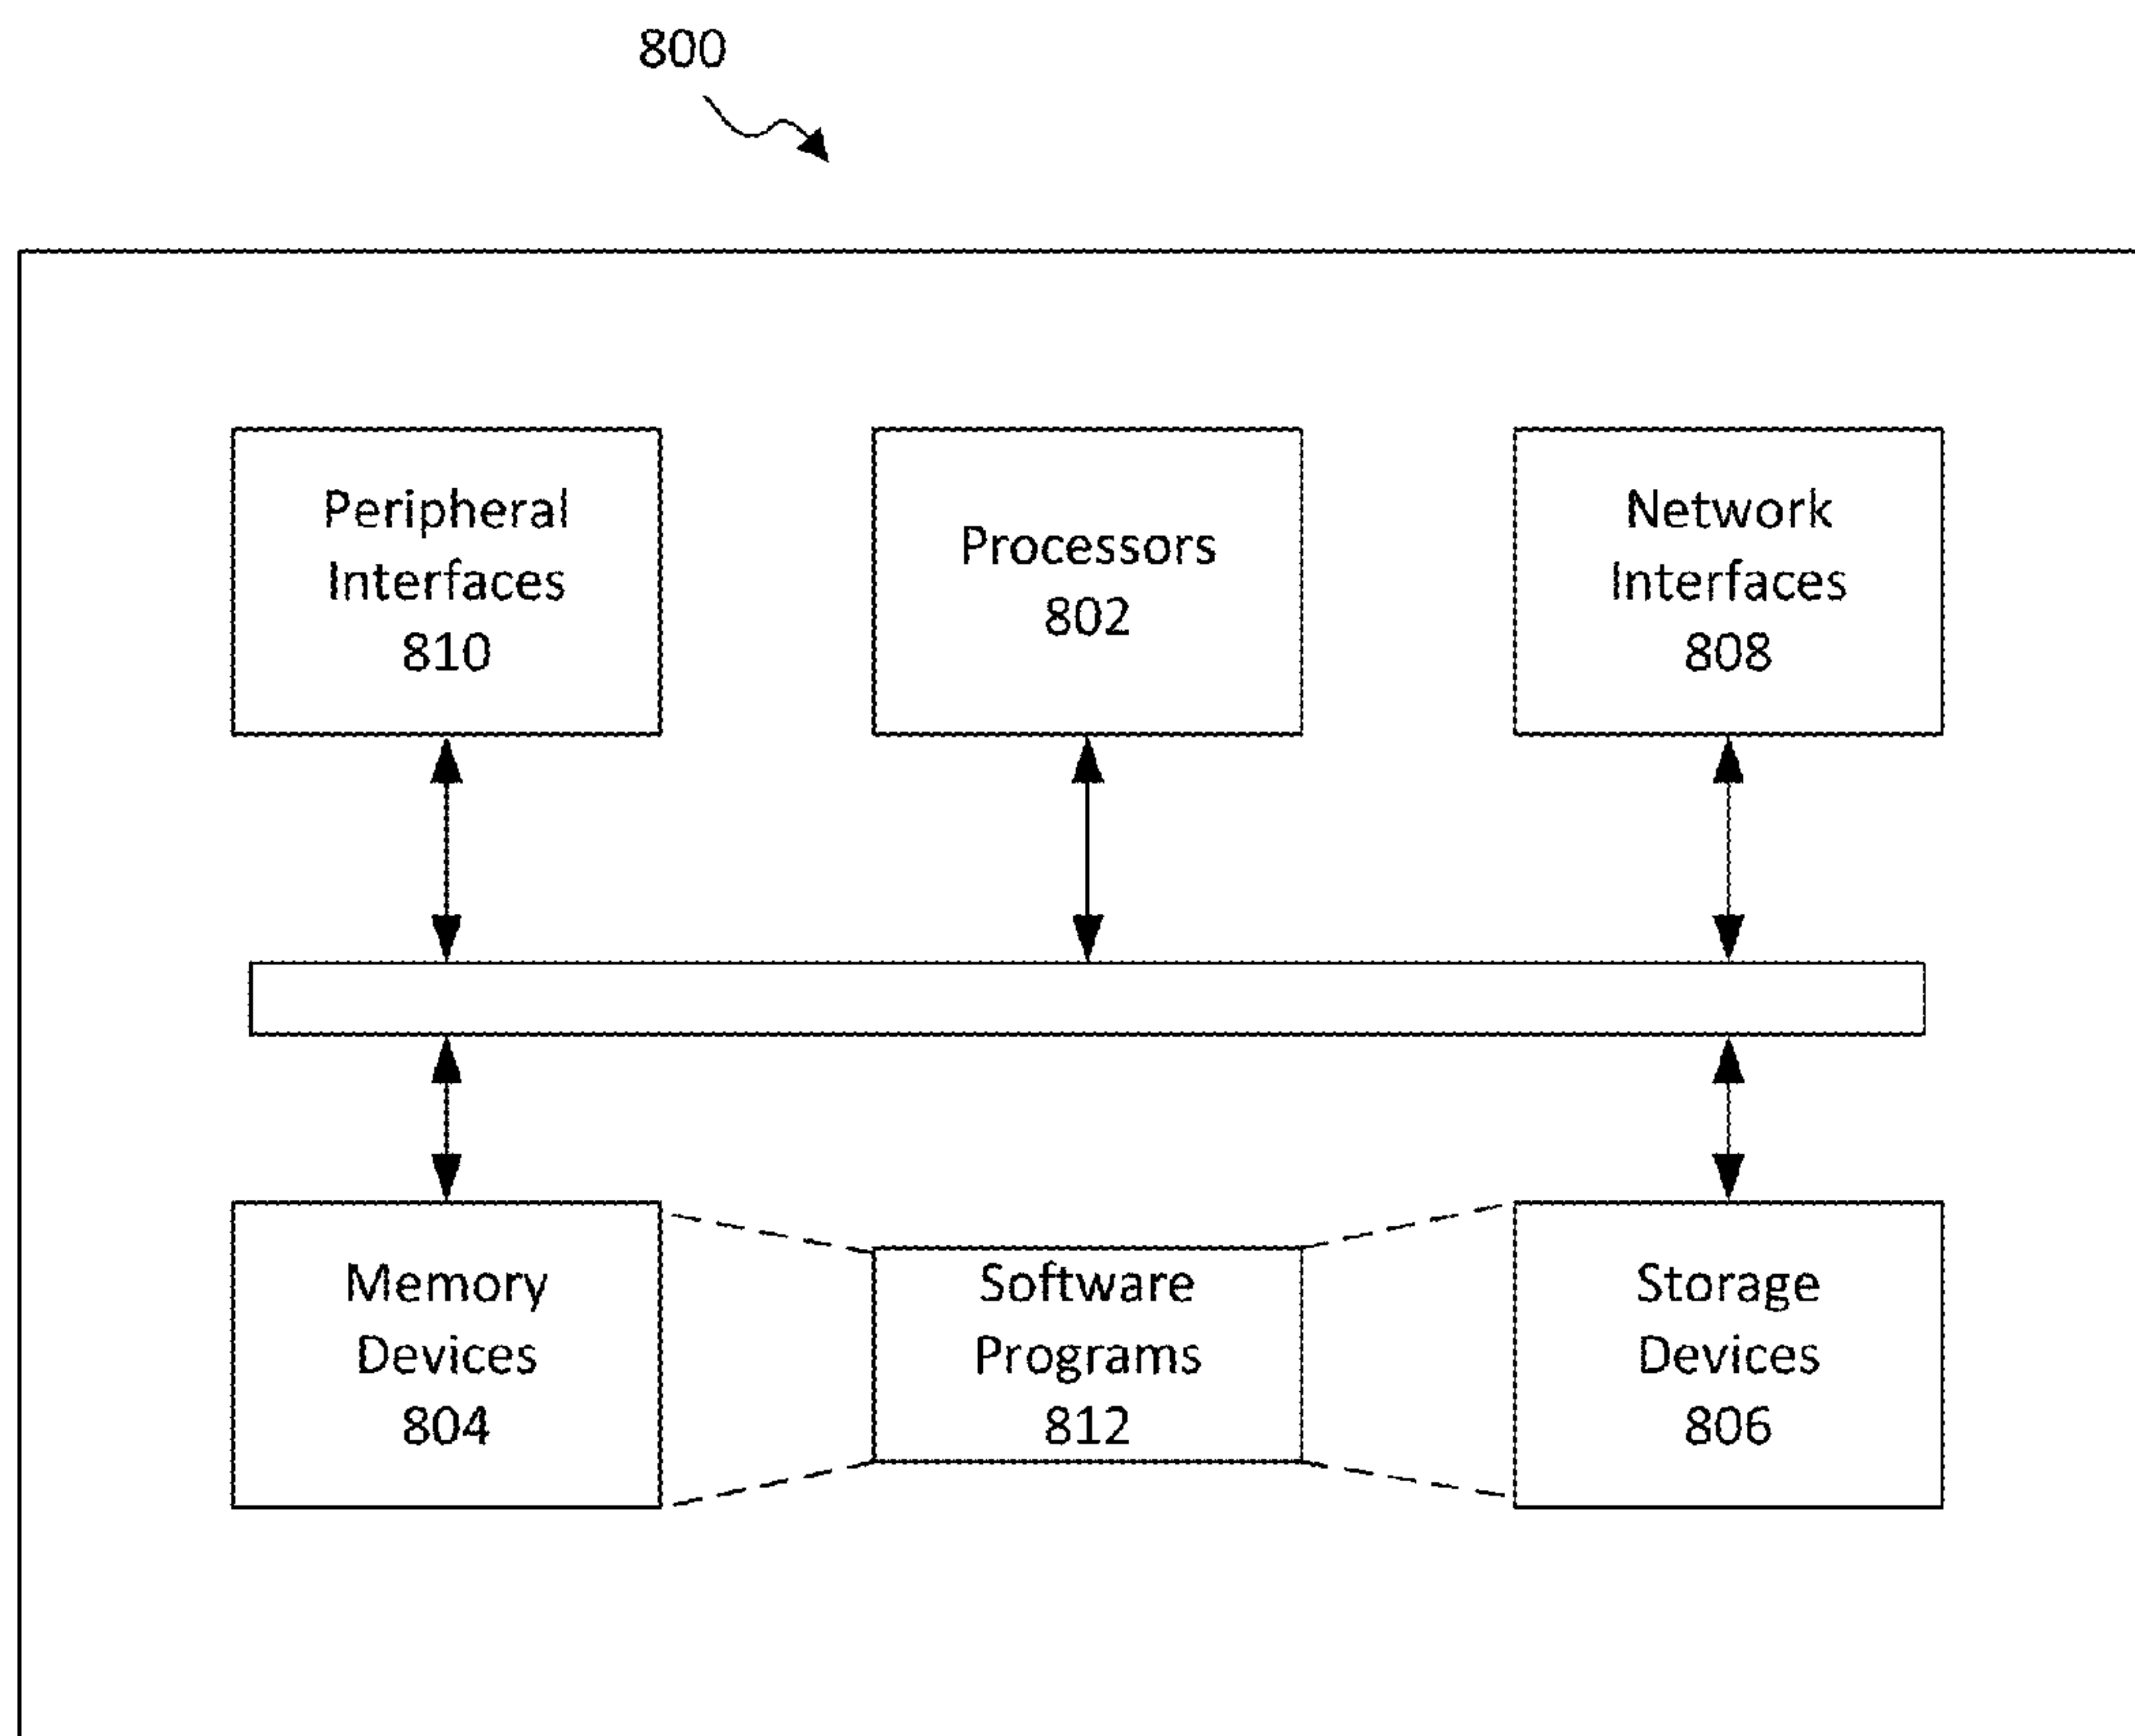 800
Peripheral
Interfaces
810
Processors
802
Network
Interfaces
808
Memory
Devices
804
Software
Programs
812
Storage
Devices
806